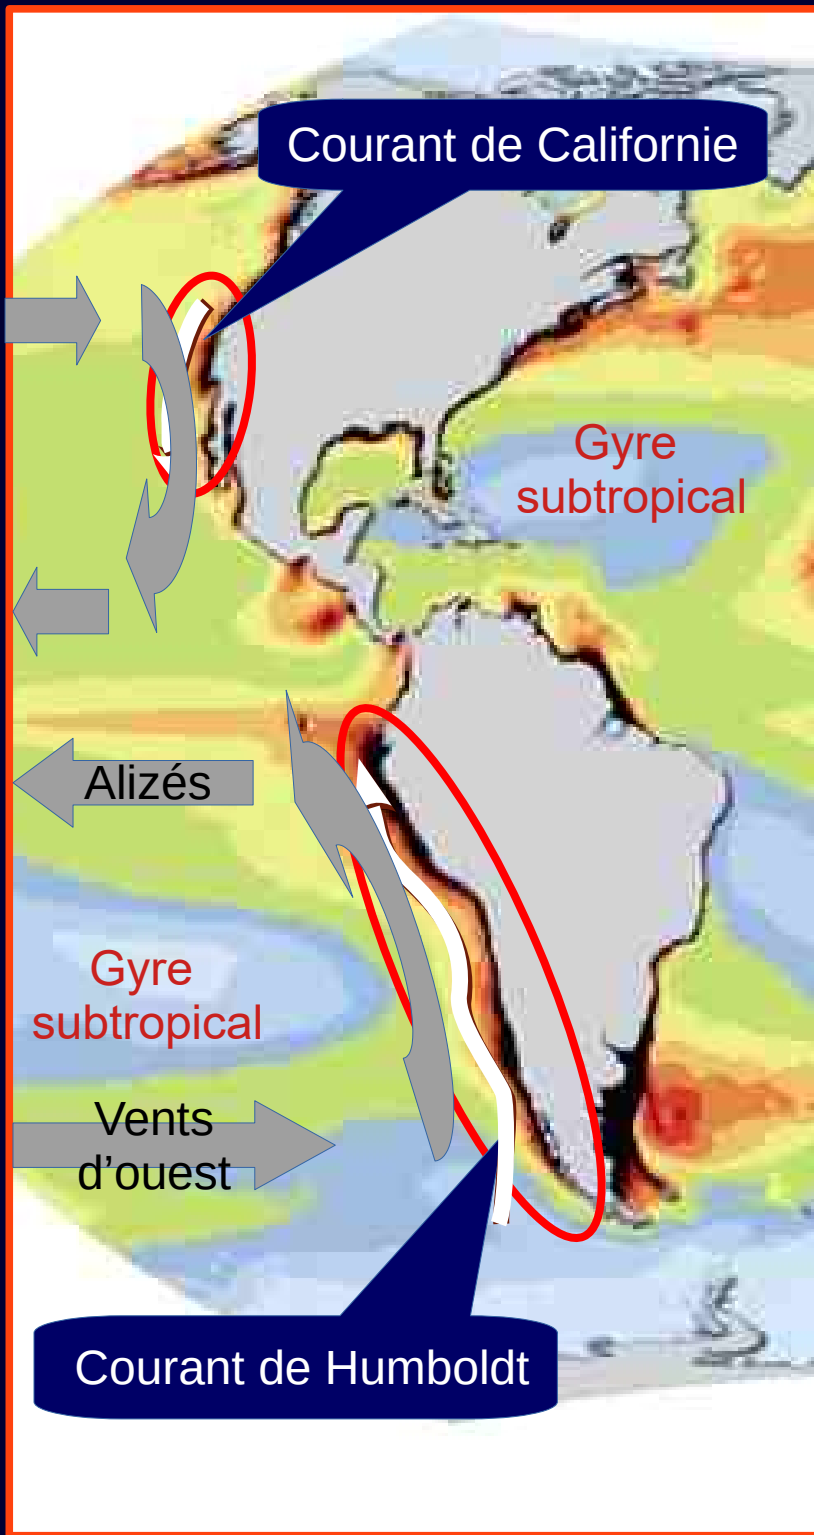 Courant de Californie
Gyre
subtropical
Alizés
Gyre
subtropical
Vents
d’ouest
Courant de Humboldt